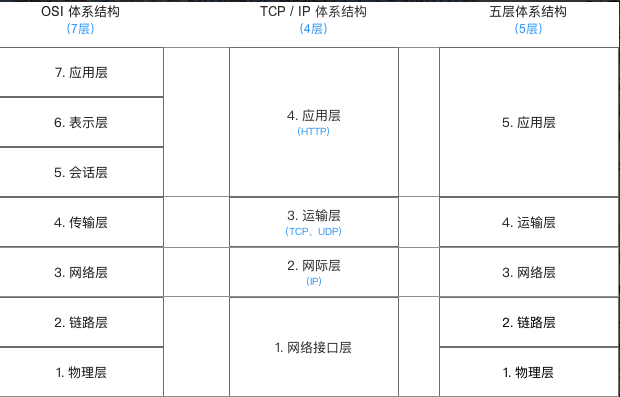 OSI 体系结构
(7层)
TCP / IP 体系结构
(4层)
五层体系结构
(5层)
7. 应用层
6. 表示层
5. 会话层
4. 传输层
3. 网络层
2. 链路层
1. 物理层
4. 应用层
(HTTP)
3. 运输层
(TCP、UDP)
2. 网际层
(IP)
1. 网络接口层
5. 应用层
4. 运输层
3. 网络层
2. 链路层
1. 物理层